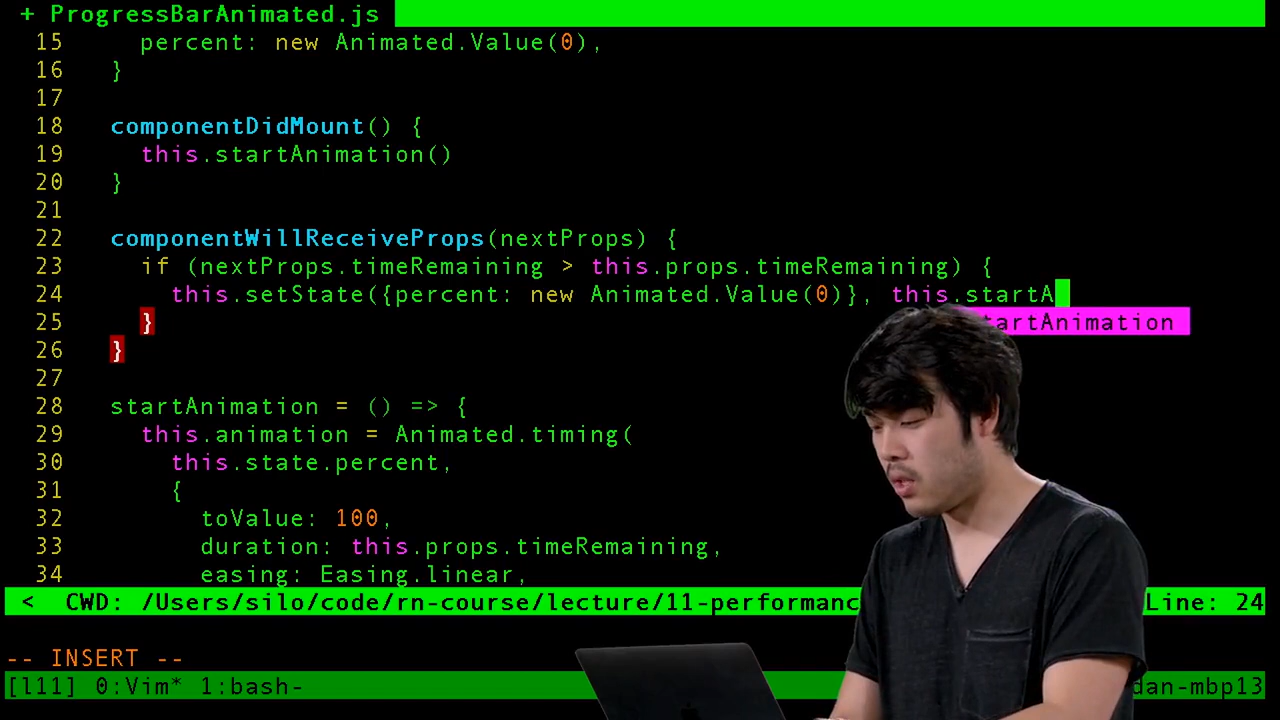 + ProgressBarAnimated.js
15 percent: new Animated.Value(0),
16 }
17
18 componentDidMount() {
19 this.startAnimation()
20 }
21
22 componentWillReceiveProps(nextProps) {
23 if (nextProps.timeRemaining > this.props.timeRemaining) {
24 this.setState({percent: new Animated.Value(0)}, this.startA
25 } tartAnimation
26 }
27
28 startAnimation = () => {
29 this.animation = Animated.timing(
30 this.state.percent,
31 {
32 toValue: 100,
33 duration: this.props.timeRemaining,
34 easing: Easing.linear,
< CWD: /Users/silo/code/rn-course/lecture/11-performanc Line: 24
-- INSERT --
[l11] 0:Vim* 1:bash- dan-mbp13